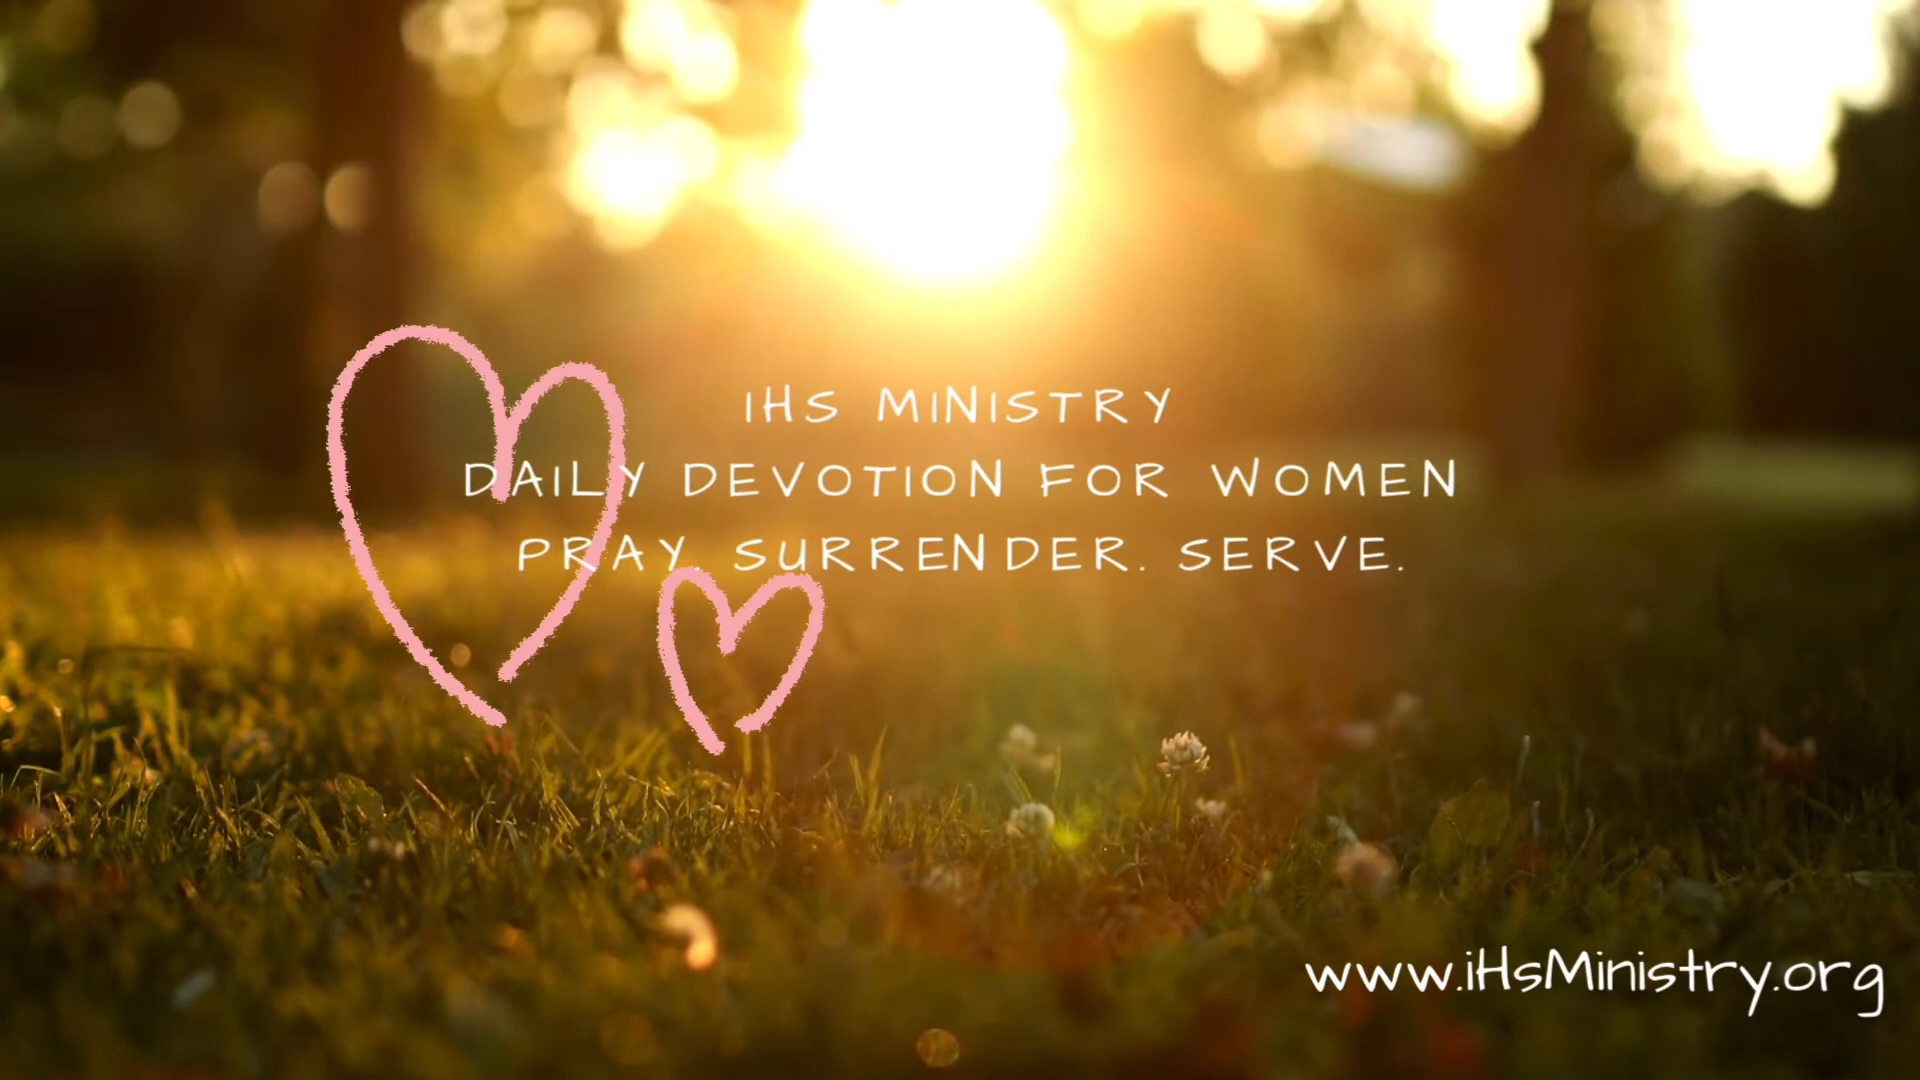 IHS MINISTRY
DAILY DEVOTION FOR WOMEN
PRAY. SURRENDER. SERVE.
www.iHsMinistry.org